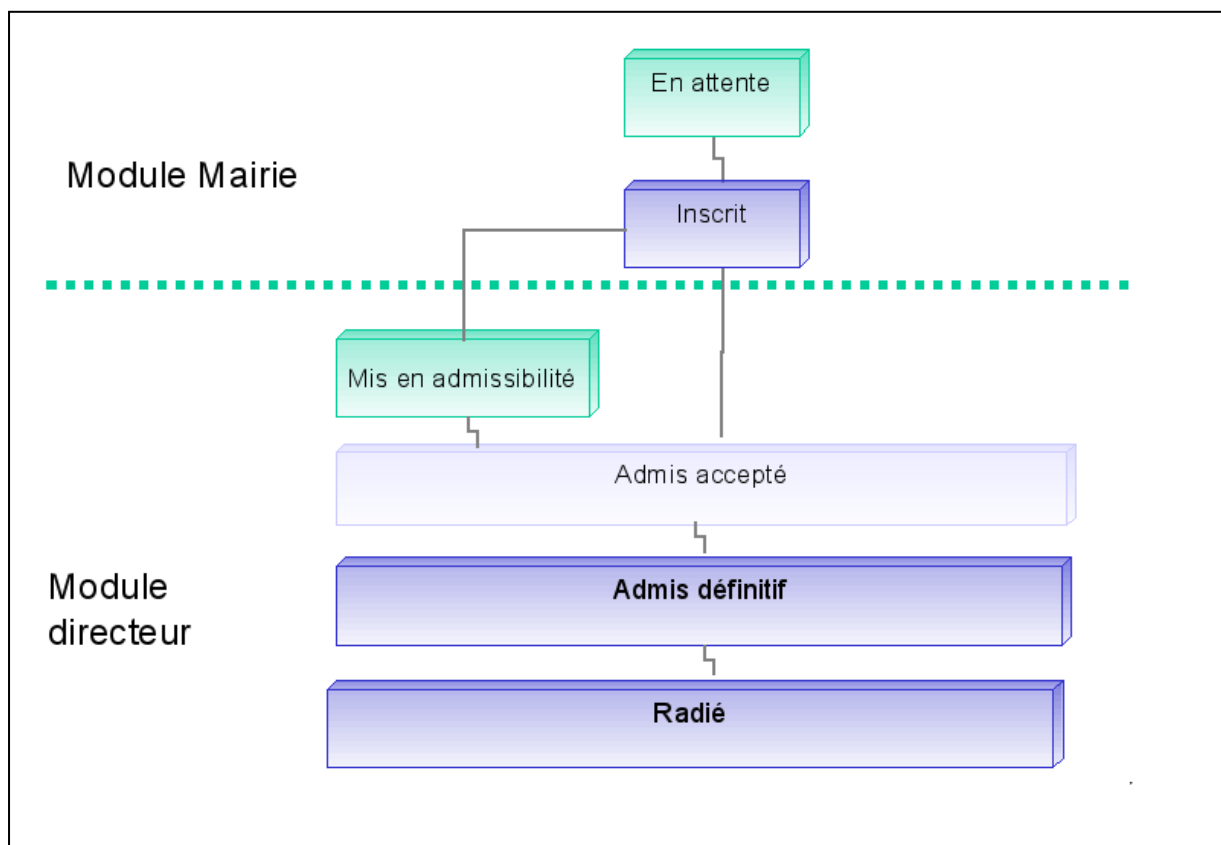 En attente
Module Mairie
Inscrit
Mis en admissibilité
Admis accepté
Module
directeur
Admis définitif
Radié